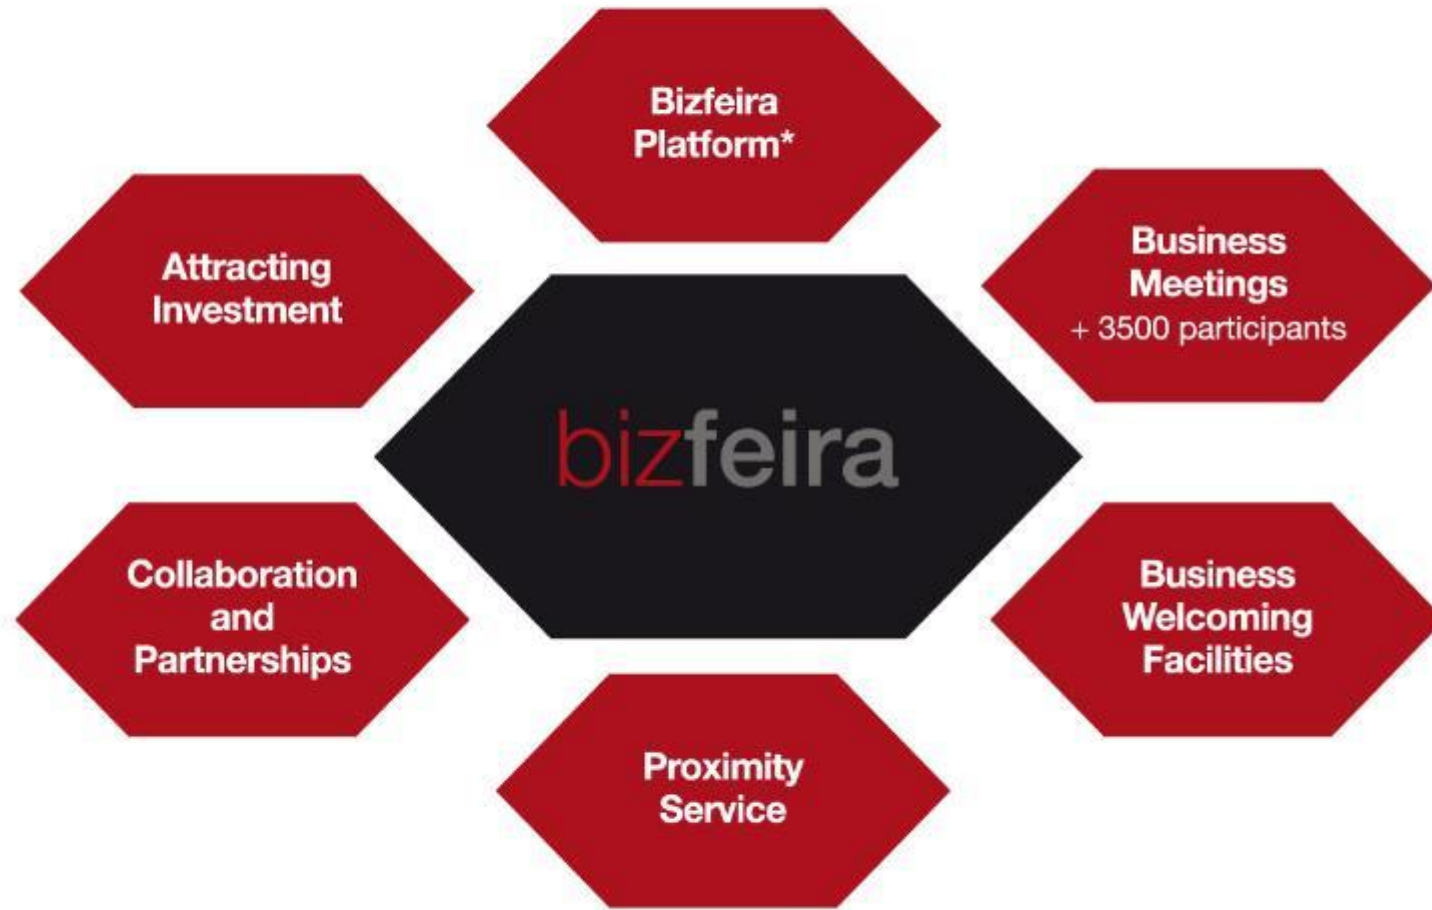 Bizfeira
Platform*
Attracting
Investment
Business
Meetings
+ 3500 participants
bizfeira
Collaboration
and
Partnerships
Business
Welcoming
Facilities
Proximity
Service